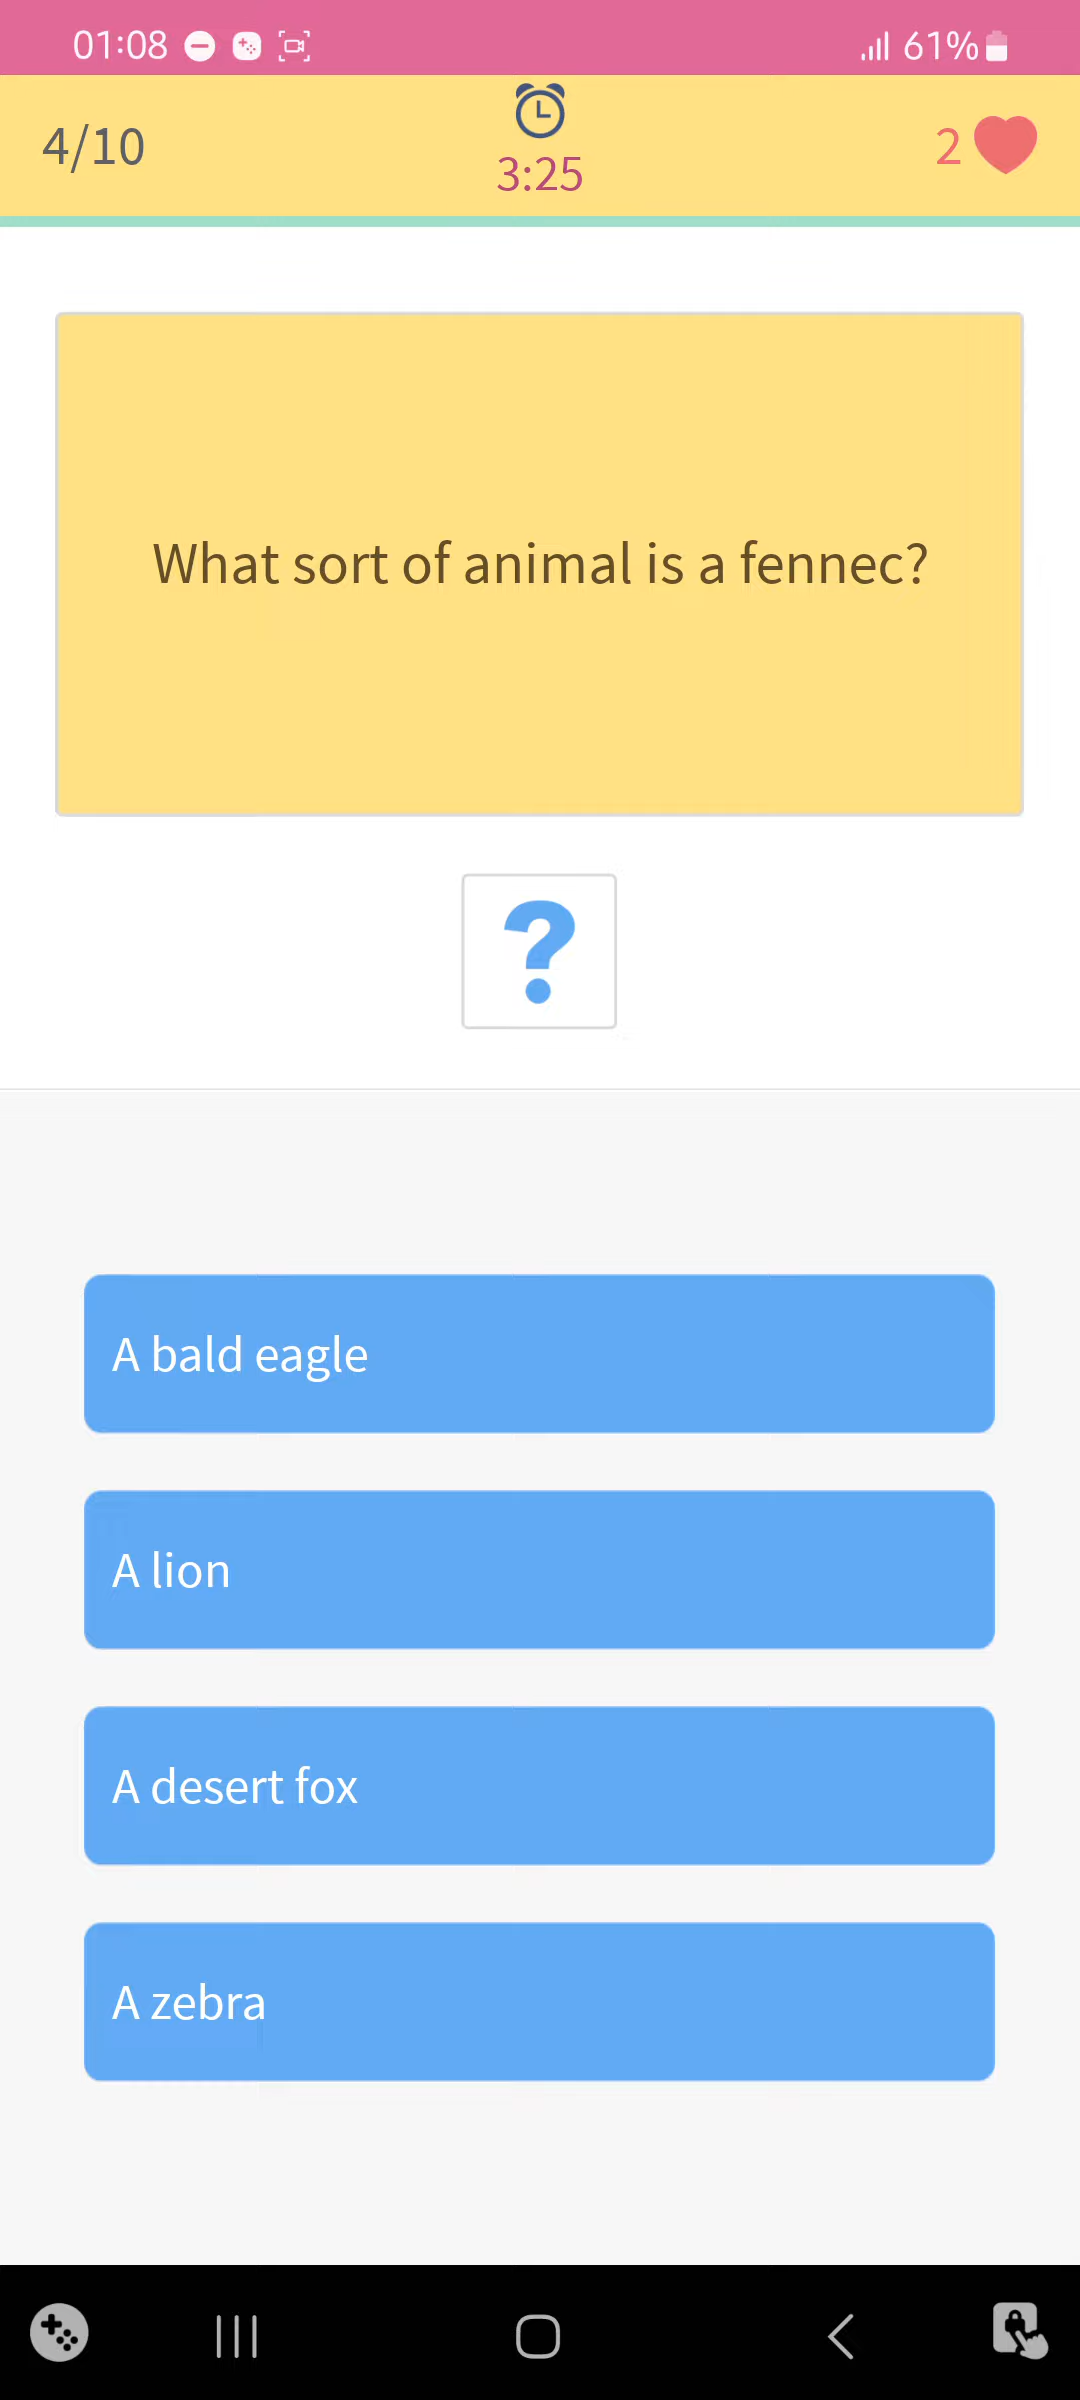 01:08
61%
4/10
3:25
2
What sort of animal is a fennec?
?
A bald eagle
A lion
A desert fox
A zebra